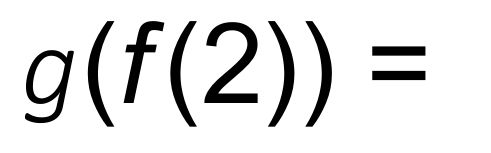 g(f(2)) =